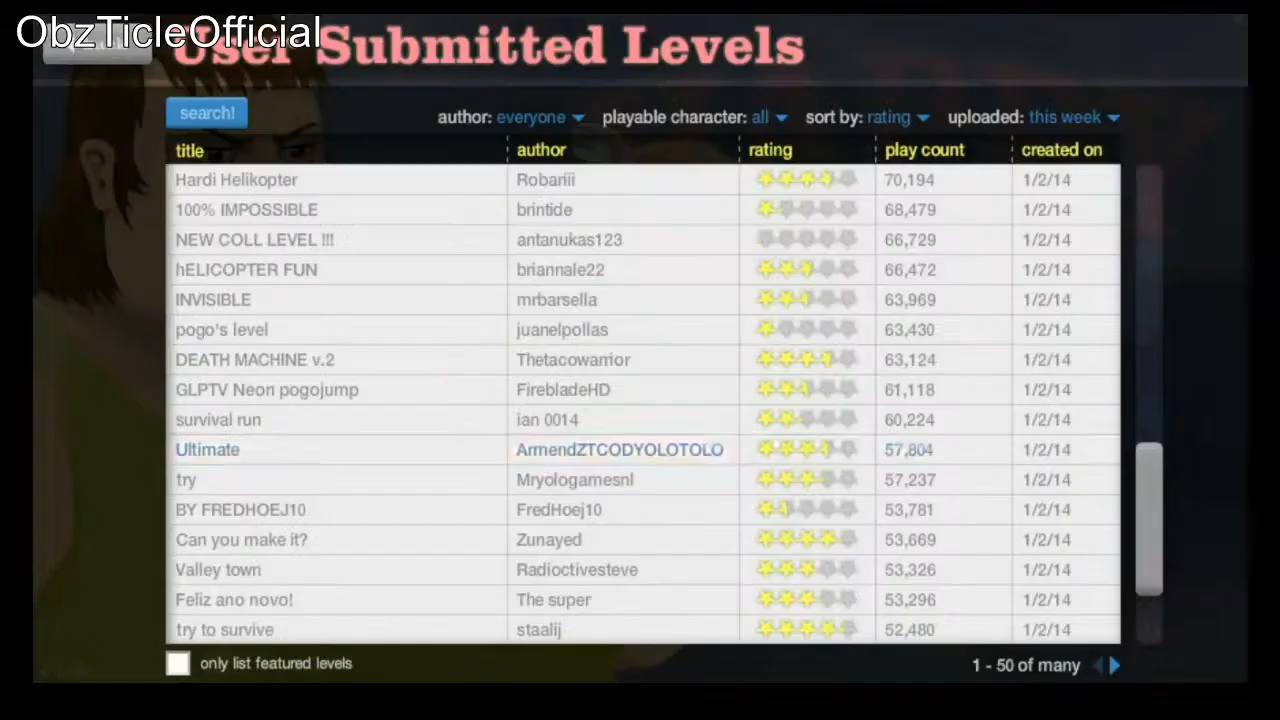 ObzTicleOfficial
User Submitted Levels
search!
author: everyone playable character: all sort by: rating uploaded: this week
title author rating play count created on
Hardi Helikopter Robariii 70,194 1/2/14
100% IMPOSSIBLE brintide 68,479 1/2/14
NEW COLL LEVEL !!! antanukas123 66,729 1/2/14
hELICOPTER FUN briannale22 66,472 1/2/14
INVISIBLE mrbarsella 63,969 1/2/14
pogo's level juanelpollas 63,430 1/2/14
DEATH MACHINE v.2 Thetacowarrior 63,124 1/2/14
GLPTV Neon pogojump FirebladeHD 61,118 1/2/14
survival run ian 0014 60,224 1/2/14
Ultimate ArmendZTCODYOLOTOLO 57,804 1/2/14
try Mryologamesnl 57,237 1/2/14
BY FREDHOEJ10 FredHoej10 53,781 1/2/14
Can you make it? Zunayed 53,669 1/2/14
Valley town Radioctivesteve 53,326 1/2/14
Feliz ano novo! The super 53,296 1/2/14
try to survive staalij 52,480 1/2/14
only list featured levels 1 - 50 of many